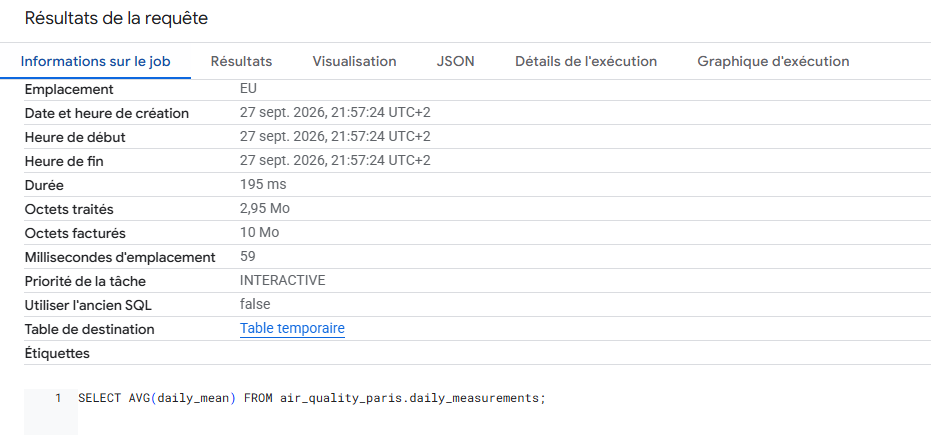 Résultats de la requête
Informations sur le job Résultats Visualisation JSON Détails de l'exécution Graphique d'exécution
Emplacement EU
Date et heure de création 27 sept. 2026, 21:57:24 UTC+2
Heure de début 27 sept. 2026, 21:57:24 UTC+2
Heure de fin 27 sept. 2026, 21:57:24 UTC+2
Durée 195 ms
Octets traités 2,95 Mo
Octets facturés 10 Mo
Millisecondes d'emplacement 59
Priorité de la tâche INTERACTIVE
Utiliser l'ancien SQL false
Table de destination Table temporaire
Étiquettes
1 SELECT AVG(daily_mean) FROM air_quality_paris.daily_measurements;